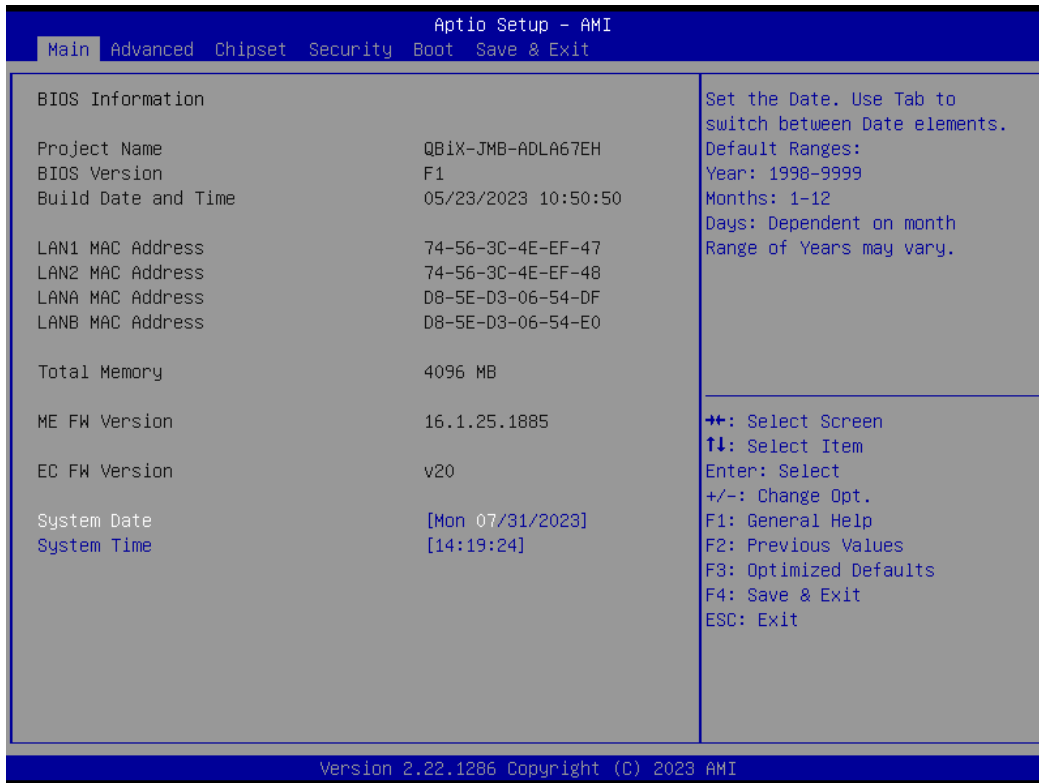 Aptio Setup – AMI
Main Advanced Chipset Security Boot Save & Exit
BIOS Information
Project Name QBiX-JMB-ADLA67EH
BIOS Version F1
Build Date and Time 05/23/2023 10:50:50
LAN1 MAC Address 74-56-3C-4E-EF-47
LAN2 MAC Address 74-56-3C-4E-EF-48
LANA MAC Address D8-5E-D3-06-54-DF
LANB MAC Address D8-5E-D3-06-54-E0
Total Memory 4096 MB
ME FW Version 16.1.25.1885
EC FW Version v20
System Date [Mon 07/31/2023]
System Time [14:19:24]
Set the Date. Use Tab to
switch between Date elements.
Default Ranges:
Year: 1998-9999
Months: 1-12
Days: Dependent on month
Range of Years may vary.
→←: Select Screen
↑↓: Select Item
Enter: Select
+/-: Change Opt.
F1: General Help
F2: Previous Values
F3: Optimized Defaults
F4: Save & Exit
ESC: Exit
Version 2.22.1286 Copyright (C) 2023 AMI